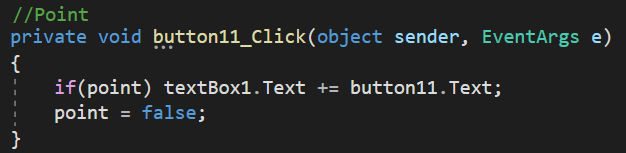 //Point
private void button11_Click(object sender, EventArgs e)
{
if(point) textBox1.Text += button11.Text;
point = false;
}